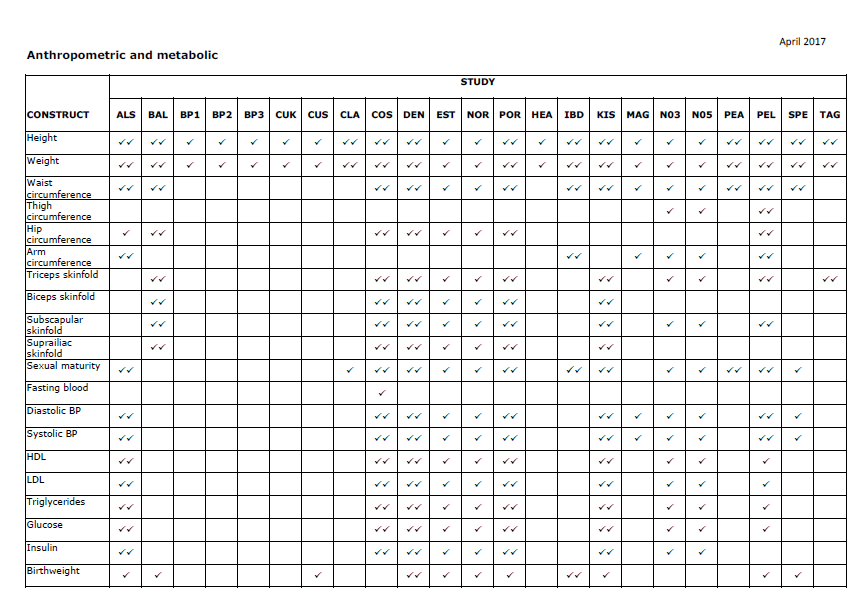 April 2017
Anthropometric and metabolic
STUDY
CONSTRUCT ALS BAL BP1 BP2 BP3 CUK CUS CLA COS DEN EST NOR POR HEA IBD KIS MAG N03 N05 PEA PEL SPE TAG
Height ✓✓ ✓✓ ✓ ✓ ✓ ✓ ✓ ✓✓ ✓✓ ✓✓ ✓ ✓ ✓✓ ✓ ✓✓ ✓✓ ✓ ✓ ✓ ✓✓ ✓✓ ✓✓ ✓✓
Weight ✓✓ ✓✓ ✓ ✓ ✓ ✓ ✓ ✓✓ ✓✓ ✓✓ ✓ ✓ ✓✓ ✓ ✓✓ ✓✓ ✓ ✓ ✓ ✓✓ ✓✓ ✓✓ ✓✓
Waist
circumference ✓✓ ✓✓ ✓✓ ✓✓ ✓ ✓ ✓✓ ✓✓ ✓✓ ✓ ✓ ✓ ✓✓ ✓✓ ✓✓
Thigh
circumference ✓ ✓ ✓✓
Hip
circumference ✓ ✓✓ ✓✓ ✓✓ ✓ ✓ ✓✓ ✓✓
Arm
circumference ✓✓ ✓✓ ✓ ✓ ✓ ✓✓
Triceps skinfold ✓✓ ✓✓ ✓✓ ✓ ✓ ✓✓ ✓✓ ✓ ✓ ✓✓ ✓✓
Biceps skinfold ✓✓ ✓✓ ✓✓ ✓ ✓ ✓✓ ✓✓
Subscapular
skinfold ✓✓ ✓✓ ✓✓ ✓ ✓ ✓✓ ✓✓ ✓ ✓ ✓✓
Suprailiac
skinfold ✓✓ ✓✓ ✓✓ ✓ ✓ ✓✓ ✓✓
Sexual maturity ✓✓ ✓ ✓✓ ✓✓ ✓ ✓ ✓✓ ✓✓ ✓✓ ✓ ✓ ✓✓ ✓✓ ✓
Fasting blood ✓
Diastolic BP ✓✓ ✓✓ ✓✓ ✓ ✓ ✓✓ ✓✓ ✓ ✓ ✓ ✓✓ ✓
Systolic BP ✓✓ ✓✓ ✓✓ ✓ ✓ ✓✓ ✓✓ ✓ ✓ ✓ ✓✓ ✓
HDL ✓✓ ✓✓ ✓✓ ✓ ✓ ✓✓ ✓✓ ✓ ✓ ✓
LDL ✓✓ ✓✓ ✓✓ ✓ ✓ ✓✓ ✓✓ ✓ ✓ ✓
Triglycerides ✓✓ ✓✓ ✓✓ ✓ ✓ ✓✓ ✓✓ ✓ ✓ ✓
Glucose ✓✓ ✓✓ ✓✓ ✓ ✓ ✓✓ ✓✓ ✓ ✓ ✓
Insulin ✓✓ ✓✓ ✓✓ ✓ ✓ ✓✓ ✓✓ ✓ ✓
Birthweight ✓ ✓ ✓ ✓✓ ✓ ✓ ✓ ✓✓ ✓ ✓ ✓